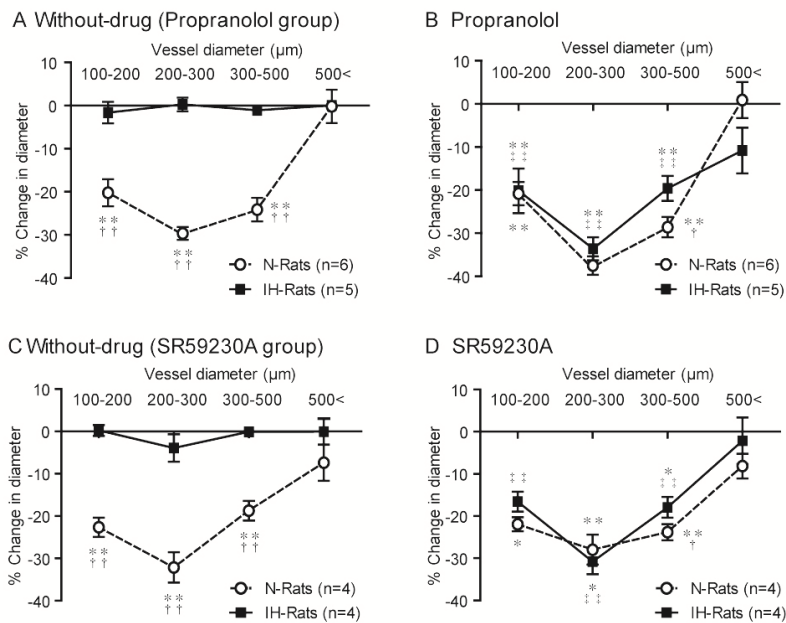 A Without-drug (Propranolol group)
Vessel diameter (µm)
100-200 200-300 300-500 500<
10
0
-10
-20
-30
-40
% Change in diameter
**
††
**
††
**
††
N-Rats (n=6)
IH-Rats (n=5)
B Propranolol
Vessel diameter (µm)
100-200 200-300 300-500 500<
10
0
-10
-20
-30
-40
% Change in diameter
**
‡‡
**
**
‡‡
**
‡‡
**
†
N-Rats (n=6)
IH-Rats (n=5)
C Without-drug (SR59230A group)
Vessel diameter (µm)
100-200 200-300 300-500 500<
10
0
-10
-20
-30
-40
% Change in diameter
**
††
**
††
**
††
N-Rats (n=4)
IH-Rats (n=4)
D SR59230A
Vessel diameter (µm)
100-200 200-300 300-500 500<
10
0
-10
-20
-30
-40
% Change in diameter
‡‡
*
**
*
‡‡
*
‡‡
**
†
N-Rats (n=4)
IH-Rats (n=4)